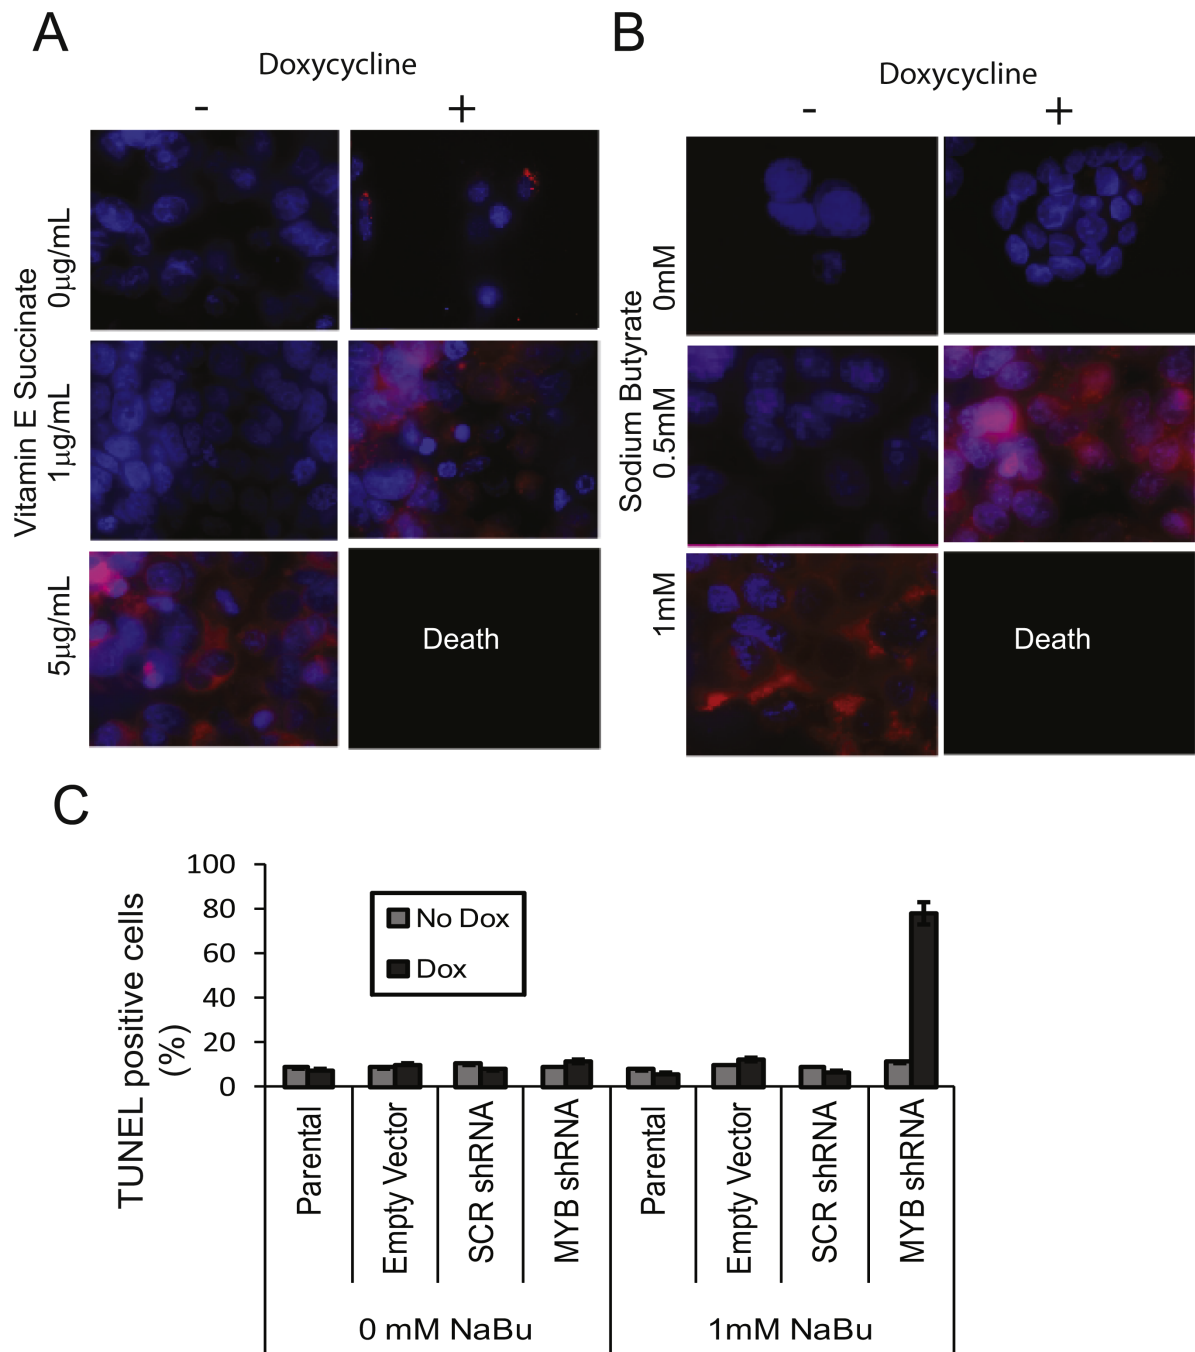 A
Doxycycline
- +
Vitamin E Succinate
0μg/mL
1μg/mL
5μg/mL
Death
B
Doxycycline
- +
Sodium Butyrate
0mM
0.5mM
1mM
Death
C
TUNEL positive cells
(%)
100
80
60
40
20
0
No Dox
Dox
Parental
Empty Vector
SCR shRNA
MYB shRNA
Parental
Empty Vector
SCR shRNA
MYB shRNA
0 mM NaBu
1mM NaBu